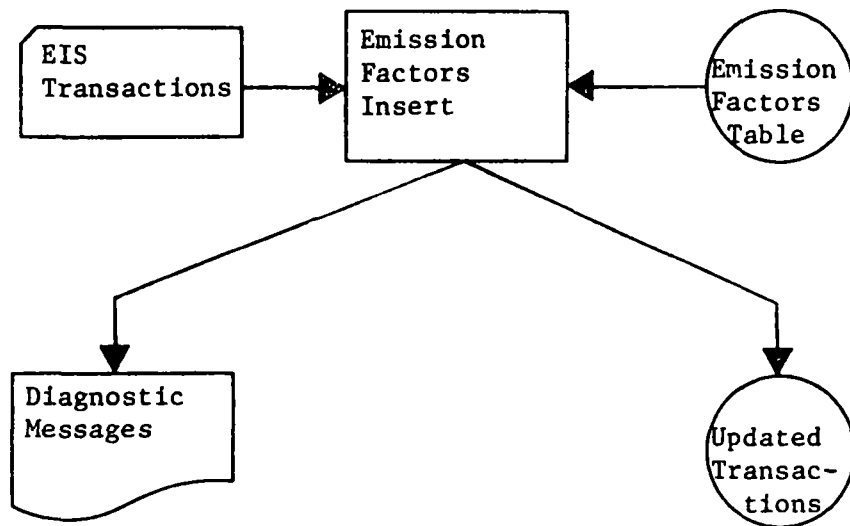 EIS
Transactions
Emission
Factors
Insert
Emission
Factors
Table
Diagnostic
Messages
Updated
Transac-
tions